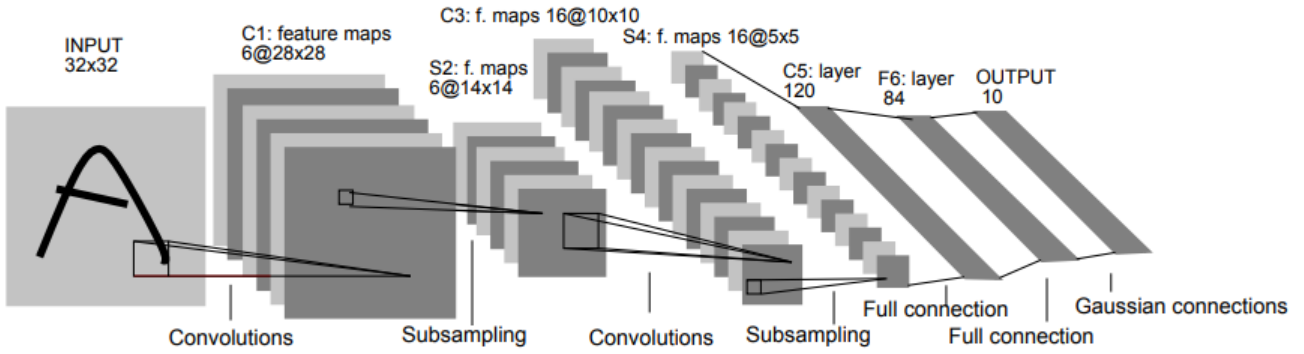 INPUT
32x32
C1: feature maps
6@28x28
S2: f. maps
6@14x14
C3: f. maps 16@10x10
S4: f. maps 16@5x5
C5: layer
120
F6: layer
84
OUTPUT
10
Convolutions
Subsampling
Convolutions
Subsampling
Full connection
Full connection
Gaussian connections
A